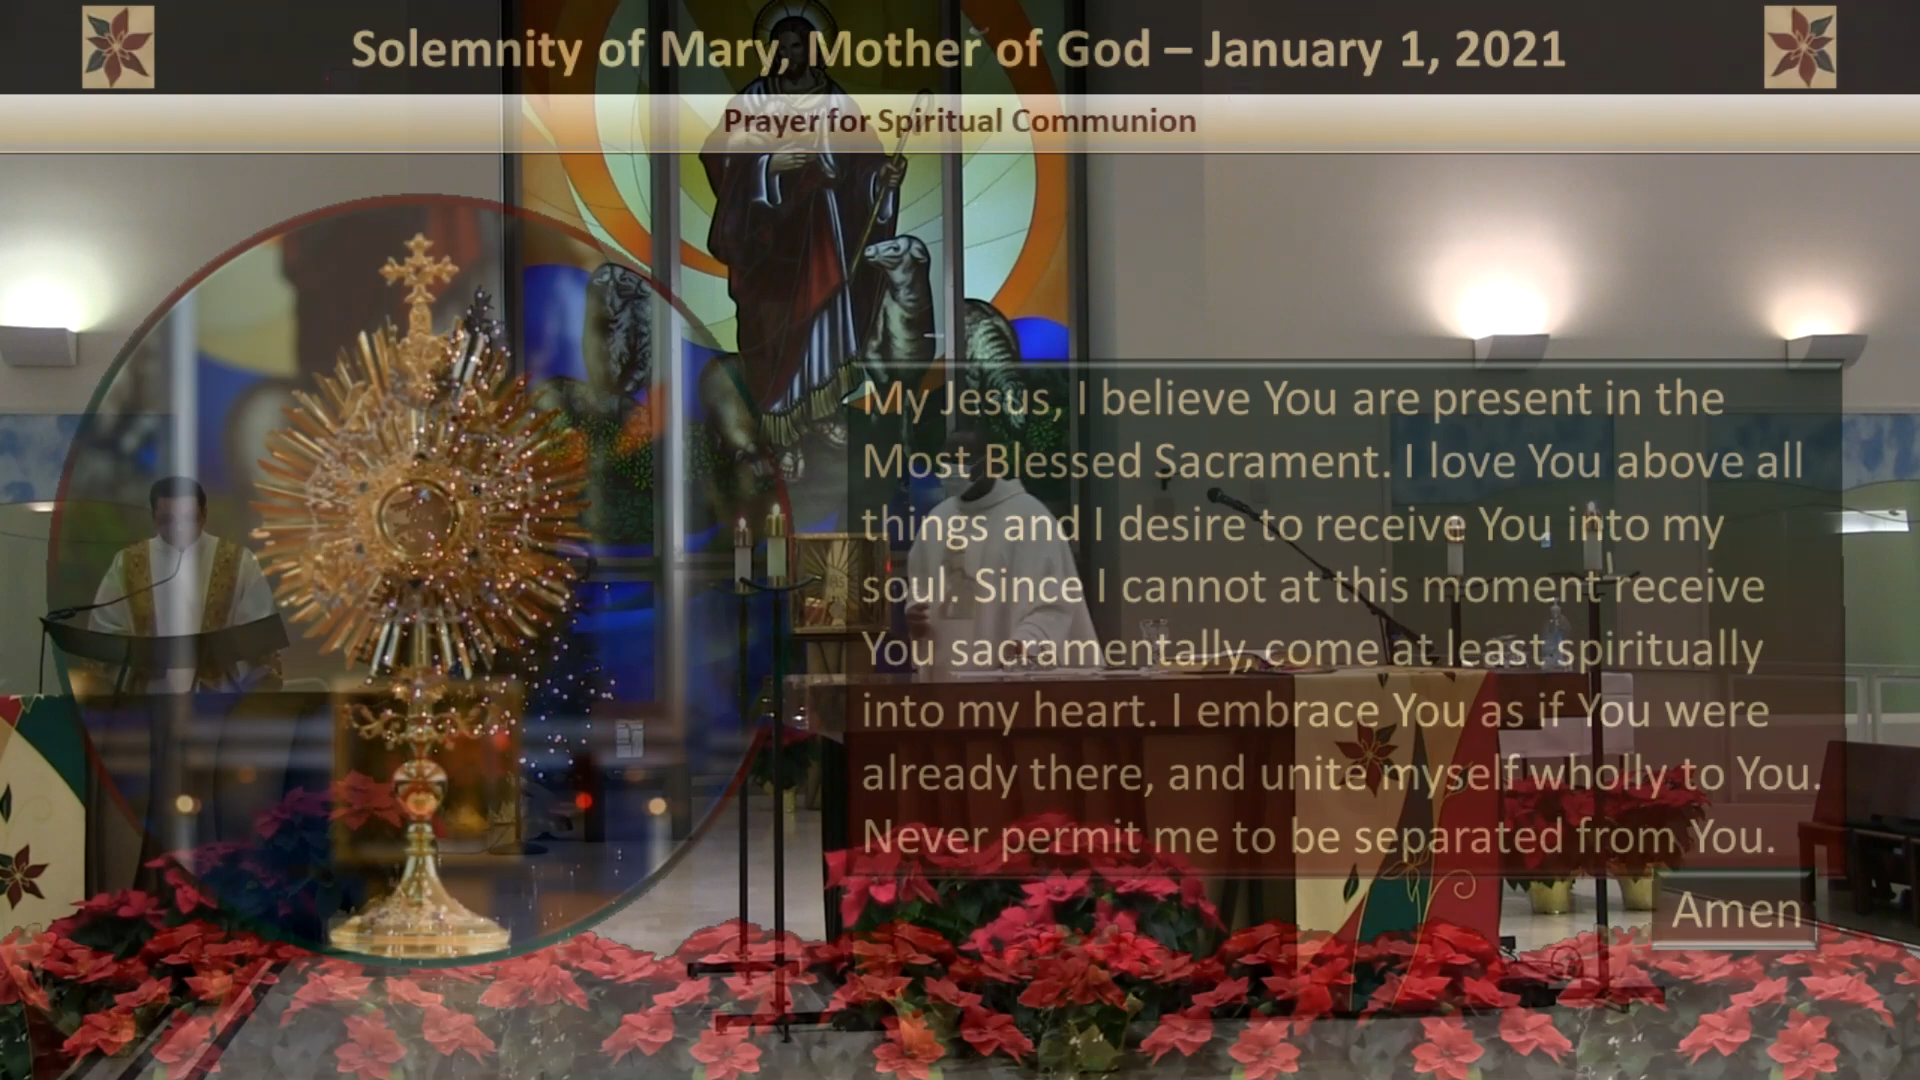 Solemnity of Mary, Mother of God – January 1, 2021
Prayer for Spiritual Communion
My Jesus, I believe You are present in the
Most Blessed Sacrament. I love You above all
things and I desire to receive You into my
soul. Since I cannot at this moment receive
You sacramentally, come at least spiritually
into my heart. I embrace You as if You were
already there, and unite myself wholly to You.
Never permit me to be separated from You.
Amen